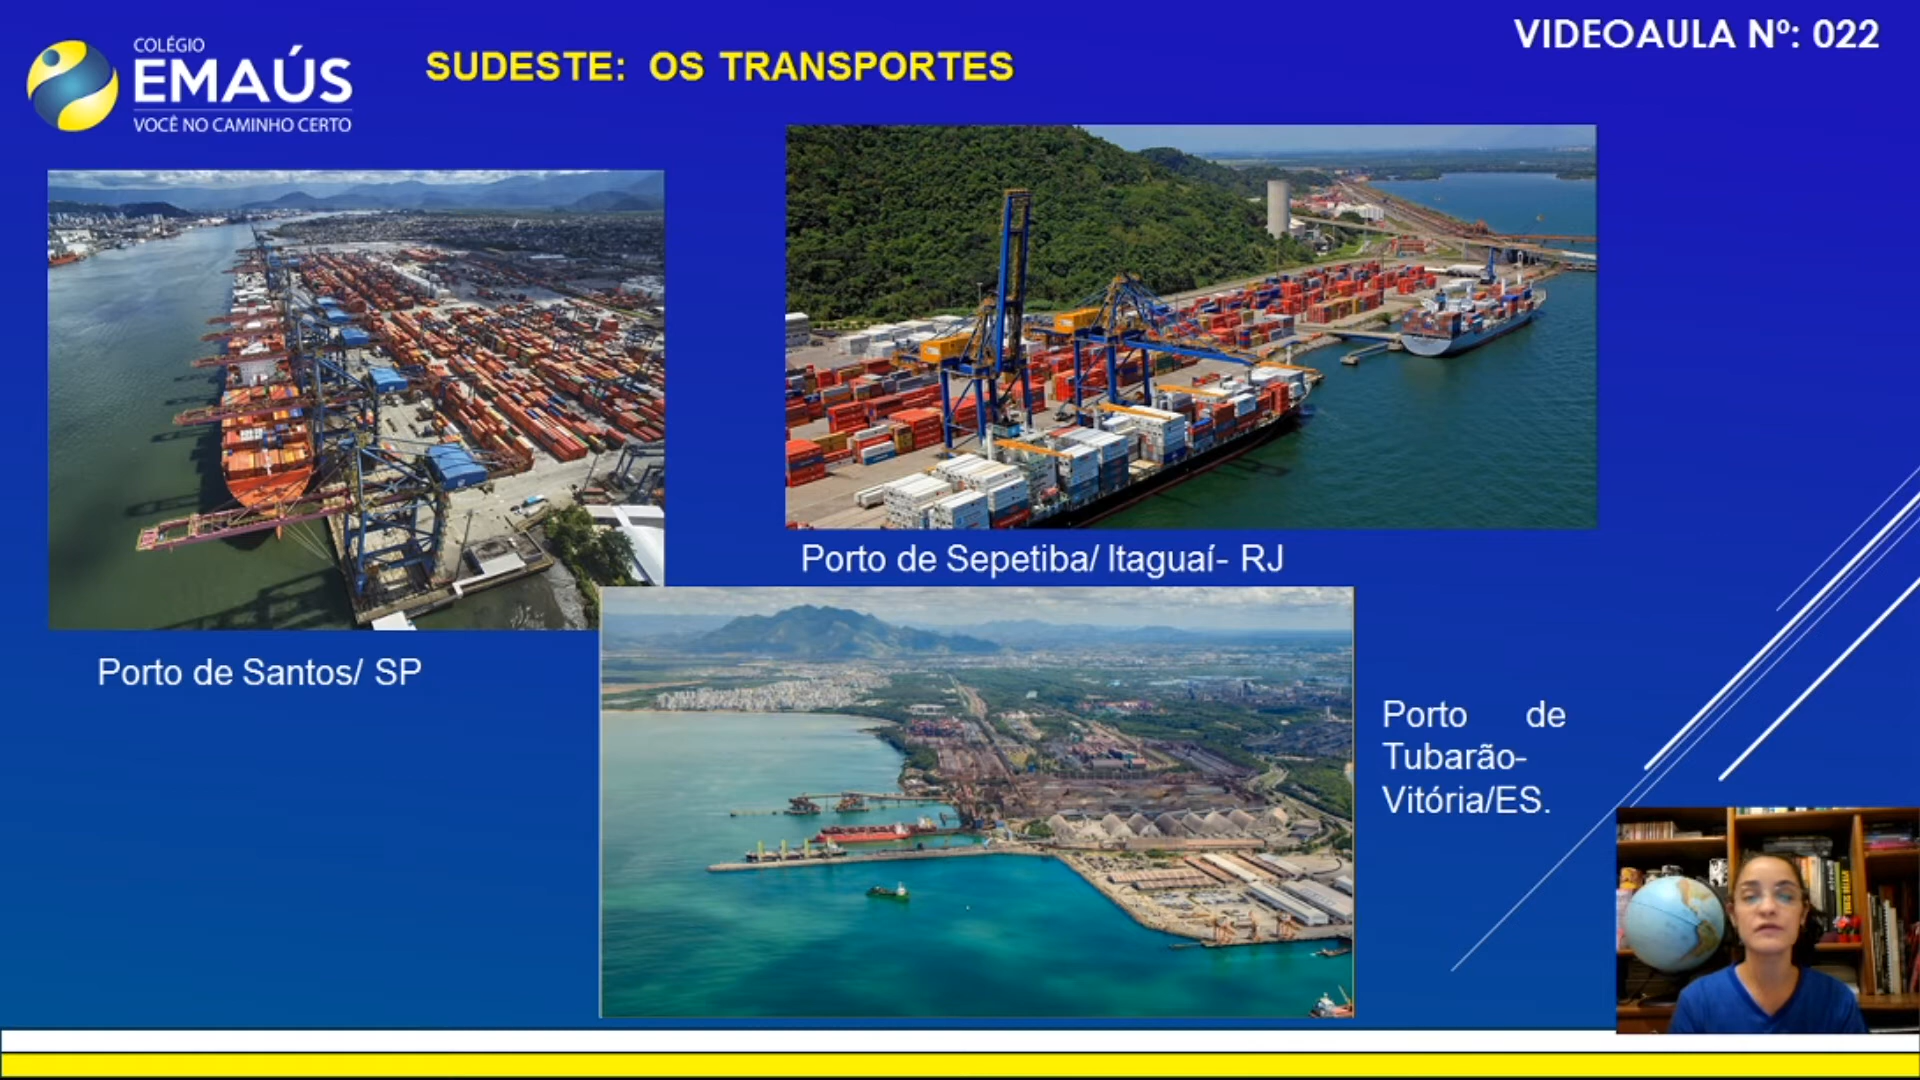 COLÉGIO
EMAÚS
VOCÊ NO CAMINHO CERTO
SUDESTE: OS TRANSPORTES
VIDEOAULA Nº: 022
Porto de Sepetiba/ Itaguaí- RJ
Porto de Santos/ SP
Porto de
Tubarão-
Vitória/ES.